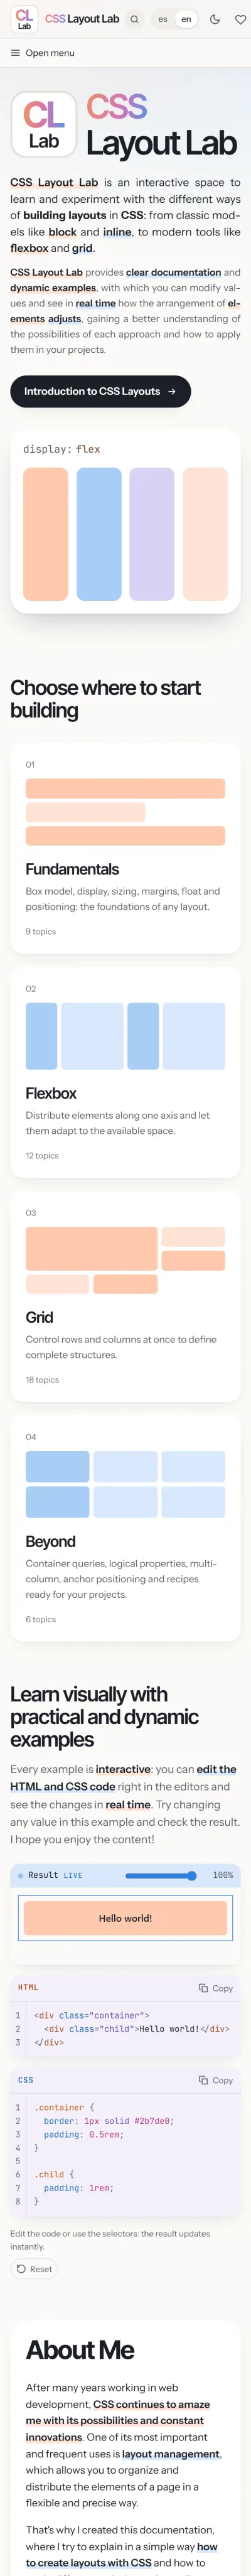 CL
Lab
CSS Layout Lab
es
en
Open menu
CL
Lab
CSS
Layout Lab
CSS Layout Lab is an interactive space to
learn and experiment with the different ways
of building layouts in CSS: from classic mod-
els like block and inline, to modern tools like
flexbox and grid.
CSS Layout Lab provides clear documentation and
dynamic examples, with which you can modify val-
ues and see in real time how the arrangement of el-
ements adjusts, gaining a better understanding of
the possibilities of each approach and how to apply
them in your projects.
Introduction to CSS Layouts →
display: flex
Choose where to start
building
01
Fundamentals
Box model, display, sizing, margins, float and
positioning: the foundations of any layout.
9 topics
02
Flexbox
Distribute elements along one axis and let
them adapt to the available space.
12 topics
03
Grid
Control rows and columns at once to define
complete structures.
18 topics
04
Beyond
Container queries, logical properties, multi-
column, anchor positioning and recipes
ready for your projects.
6 topics
Learn visually with
practical and dynamic
examples
Every example is interactive: you can edit the
HTML and CSS code right in the editors and
see the changes in real time. Try changing
any value in this example and check the result.
I hope you enjoy the content!
Result LIVE 100%
Hello world!
HTML Copy
1 <div class="container">
2 <div class="child">Hello world!</div>
3 </div>
CSS Copy
1 .container {
2 border: 1px solid #2b7de0;
3 padding: 0.5rem;
4 }
5
6 .child {
7 padding: 1rem;
8 }
Edit the code or use the selectors: the result updates
instantly.
Reset
About Me
After many years working in web
development, CSS continues to amaze
me with its possibilities and constant
innovations. One of its most important
and frequent uses is layout management,
which allows you to organize and
distribute the elements of a page in a
flexible and precise way.
That's why I created this documentation,
where I try to explain in a simple way how
to create layouts with CSS and how to